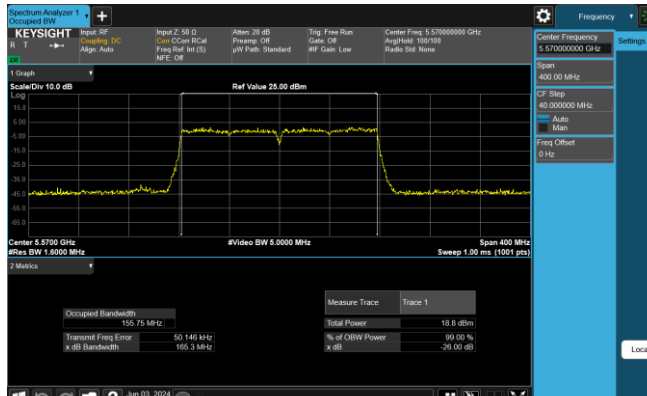 Spectrum Analyzer 1
Occupied BW
+
Frequency
KEYSIGHT
R T
Input: RF
Coupling: DC
Align: Auto
Input Z: 50 Ω
Corr CCorr RCal
Freq Ref: Int (S)
NFE: Off
Atten: 20 dB
Preamp: Off
µW Path: Standard
Trig: Free Run
Gate: Off
#IF Gain: Low
Center Freq: 5.570000000 GHz
Avg|Hold: 100/100
Radio Std: None
Center Frequency
5.570000000 GHz
Settings
Span
400.00 MHz
CF Step
40.000000 MHz
Auto
Man
Freq Offset
0 Hz
1 Graph
Scale/Div 10.0 dB
Ref Value 25.00 dBm
Log
15.0
5.00
-5.00
-15.0
-25.0
-35.0
-45.0
-55.0
-65.0
Center 5.5700 GHz
#Video BW 5.0000 MHz
Span 400 MHz
#Res BW 1.6000 MHz
Sweep 1.00 ms (1001 pts)
2 Metrics
Measure Trace
Trace 1
Occupied Bandwidth
155.75 MHz
Total Power
18.8 dBm
Transmit Freq Error
50.146 kHz
% of OBW Power
99.00 %
x dB Bandwidth
165.3 MHz
x dB
-26.00 dB
Loca
Jun 03, 2024